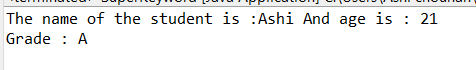 The name of the student is :Ashi And age is : 21
Grade : A